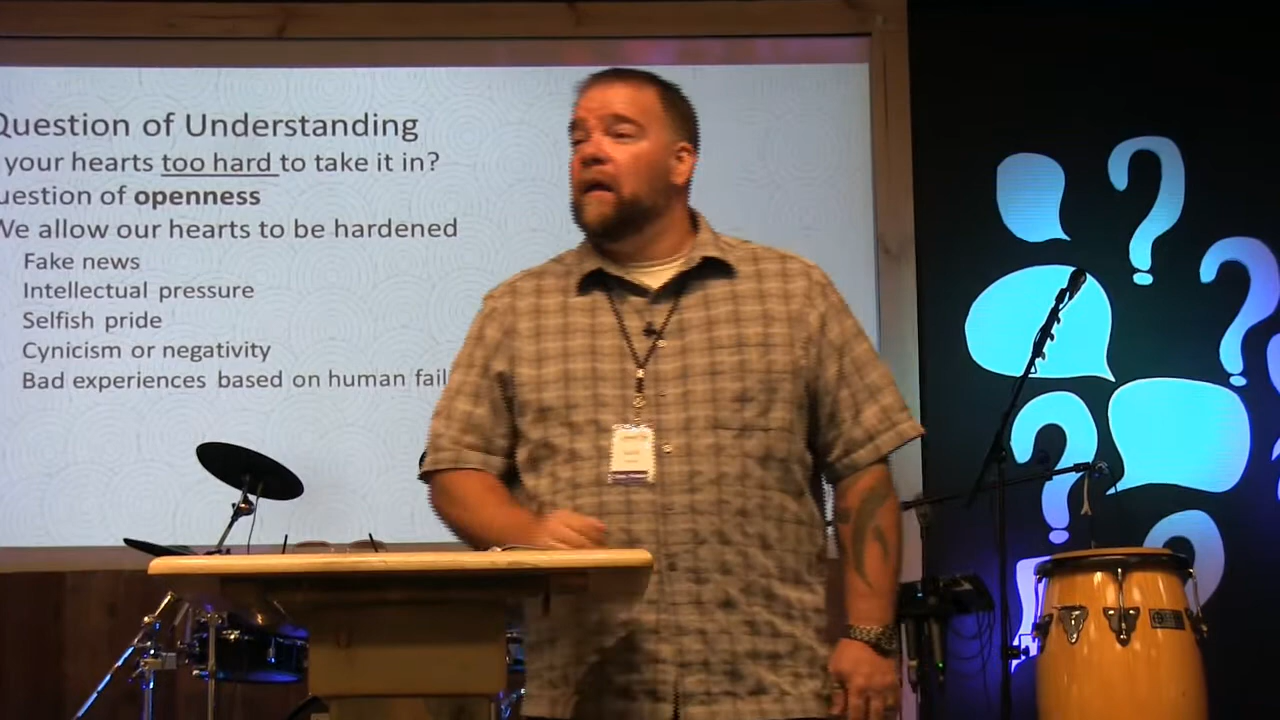 Question of Understanding
your hearts too hard to take it in?
uestion of openness
We allow our hearts to be hardened
Fake news
Intellectual pressure
Selfish pride
Cynicism or negativity
Bad experiences based on human fail